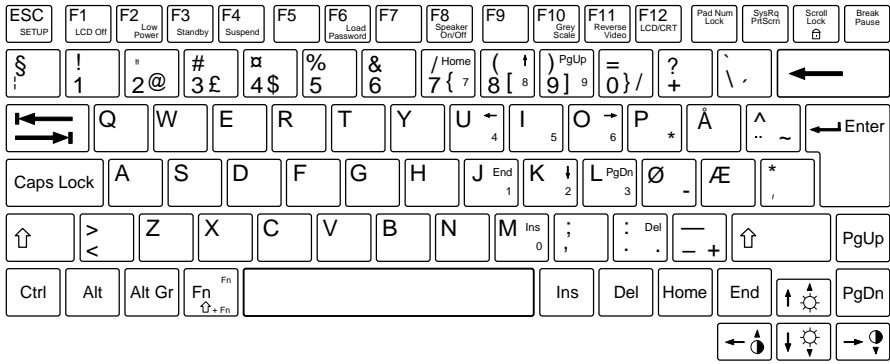 ESC SETUP
F1 LCD Off
F2 Low Power
F3 Standby
F4 Suspend
F5
F6 Load Password
F7
F8 Speaker On/Off
F9
F10 Grey Scale
F11 Reverse Video
F12 LCD/CRT
Pad Num Lock
SysRq PrtScrn
Scroll Lock
Break Pause
§ ¦
! 1
" 2 @
# 3 £
¤ 4 $
% 5
& 6
/ Home 7 { 7
( 8 [ 8
) PgUp 9 ] 9
= 0 } /
? +
` \ ´
Q
W
E
R
T
Y
U 4
I 5
O 6
P *
Å
^ ¨ ~
Enter
Caps Lock
A
S
D
F
G
H
J End 1
K 2
L PgDn 3
Ø -
Æ
* ,
> <
Z
X
C
V
B
N
M Ins 0
; ,
: Del . .
— – +
PgUp
Ctrl
Alt
Alt Gr
Fn Fn + Fn
Ins
Del
Home
End
PgDn